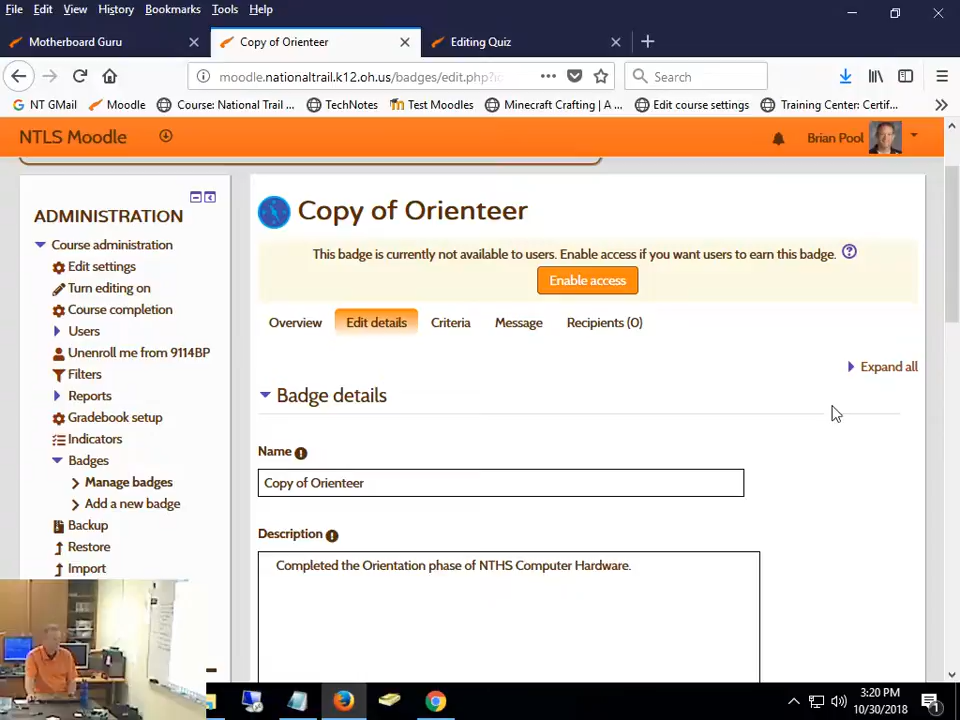 File Edit View History Bookmarks Tools Help
Motherboard Guru
Copy of Orienteer
Editing Quiz
moodle.nationaltrail.k12.oh.us/badges/edit.php?i
Search
NT GMail
Moodle
Course: National Trail ...
TechNotes
Test Moodles
Minecraft Crafting | A ...
Edit course settings
Training Center: Certif...
NTLS Moodle
Brian Pool
ADMINISTRATION
Course administration
Edit settings
Turn editing on
Course completion
Users
Unenroll me from 9114BP
Filters
Reports
Gradebook setup
Indicators
Badges
Manage badges
Add a new badge
Backup
Restore
Import
Copy of Orienteer
This badge is currently not available to users. Enable access if you want users to earn this badge.
Enable access
Overview Edit details Criteria Message Recipients (0)
Expand all
Badge details
Name
Copy of Orienteer
Description
Completed the Orientation phase of NTHS Computer Hardware.
3:20 PM
10/30/2018
1